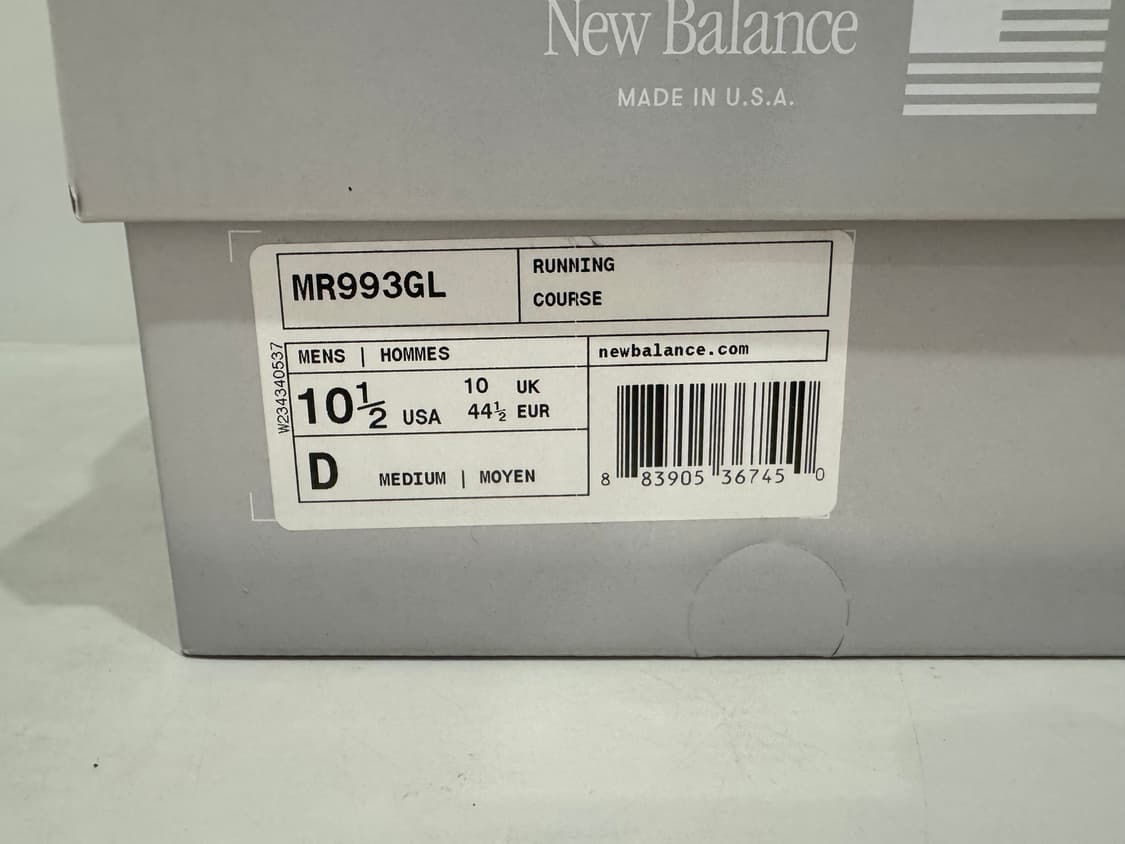 New Balance
MADE IN U.S.A.
MR993GL
RUNNING
COURSE
W234340537
MENS | HOMMES
10½ USA
10 UK
44½ EUR
D MEDIUM | MOYEN
newbalance.com
8 83905 36745 0